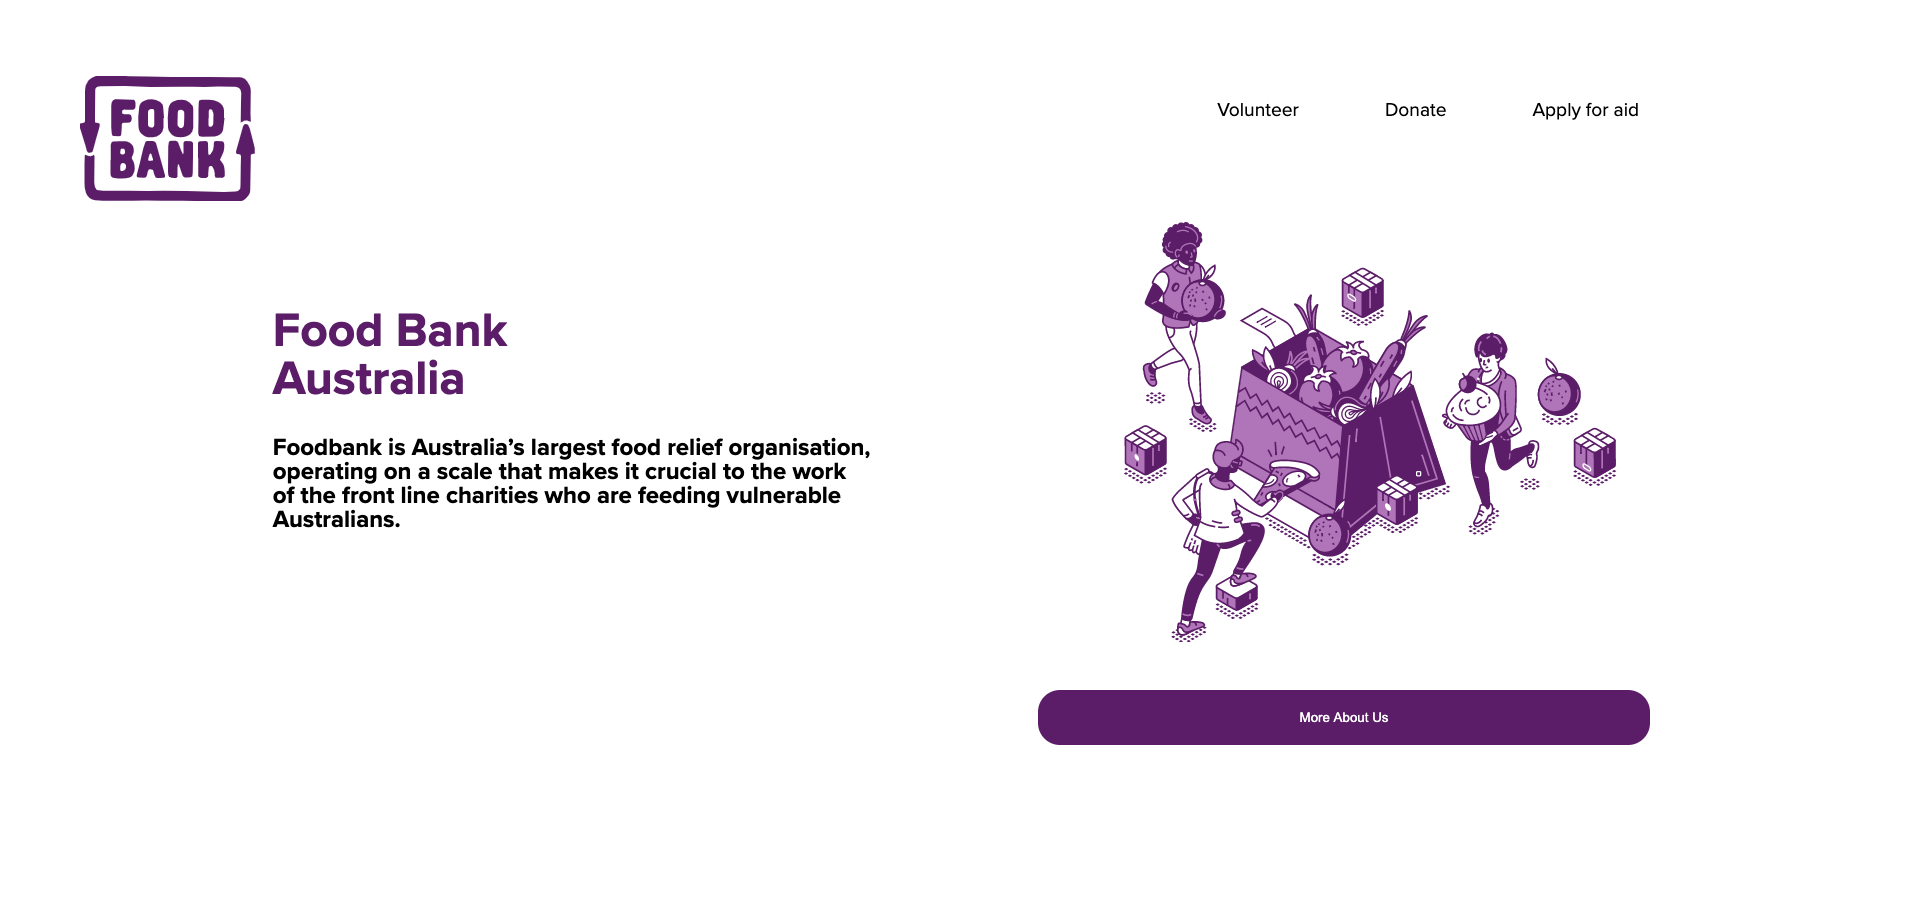 FOOD
BANK
Volunteer
Donate
Apply for aid
Food Bank
Australia
Foodbank is Australia’s largest food relief organisation,
operating on a scale that makes it crucial to the work
of the front line charities who are feeding vulnerable
Australians.
More About Us